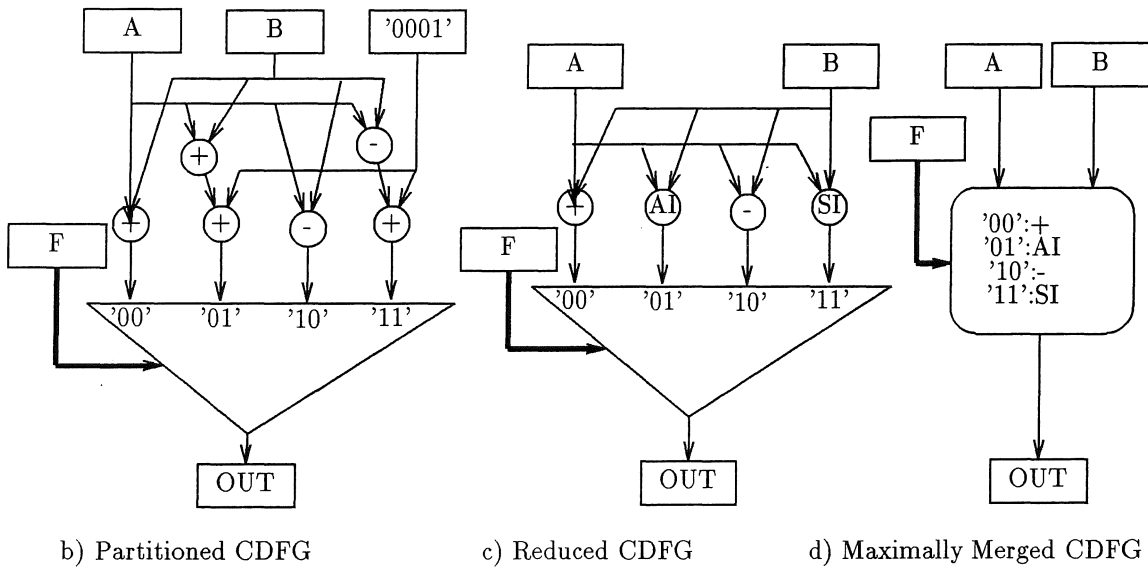 A B '0001'
+ -
+ + - +
F
'00' '01' '10' '11'
OUT
b) Partitioned CDFG
A B
+ AI - SI
F
'00' '01' '10' '11'
OUT
c) Reduced CDFG
A B
F
'00':+
'01':AI
'10':-
'11':SI
OUT
d) Maximally Merged CDFG